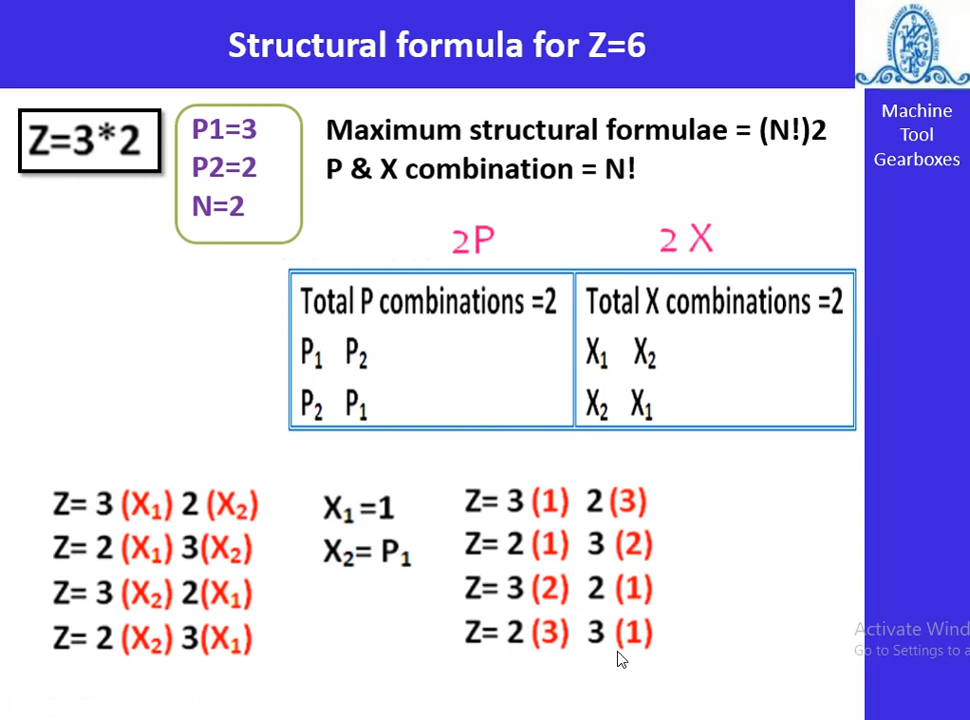 Structural formula for Z=6
Machine
Tool
Gearboxes
Z=3*2
P1=3
P2=2
N=2
Maximum structural formulae = (N!)2
P & X combination = N!
2P
2 X
Total P combinations =2
P₁ P₂
P₂ P₁
Total X combinations =2
X₁ X₂
X₂ X₁
Z= 3 (X₁) 2 (X₂)
Z= 2 (X₁) 3(X₂)
Z= 3 (X₂) 2(X₁)
Z= 2 (X₂) 3(X₁)
X₁ =1
X₂= P₁
Z= 3 (1) 2 (3)
Z= 2 (1) 3 (2)
Z= 3 (2) 2 (1)
Z= 2 (3) 3 (1)
Activate Wind
Go to Settings to a